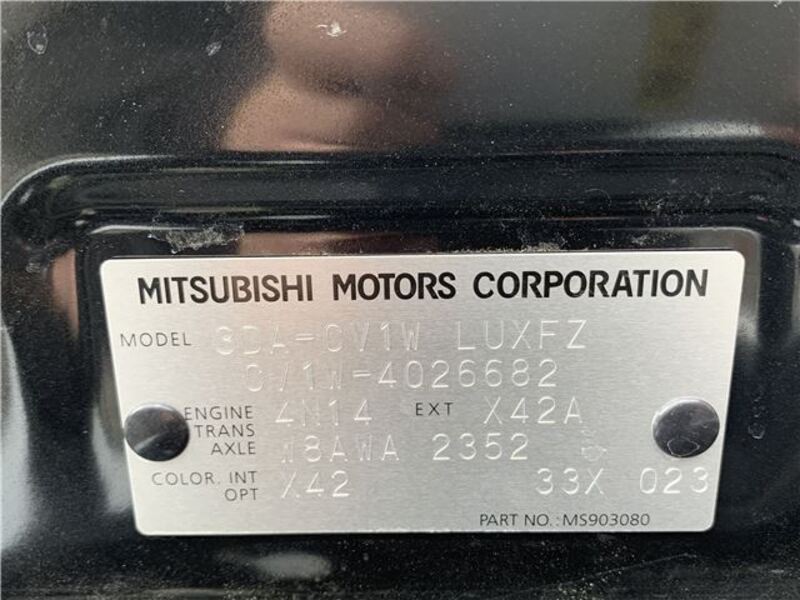 MITSUBISHI MOTORS CORPORATION
MODEL 3DA-CV1W LUXFZ
CV1W-4026682
ENGINE 4N14 EXT X42A
TRANS
AXLE W8AWA 2352
COLOR. INT X42 33X 023
OPT
PART NO.:MS903080